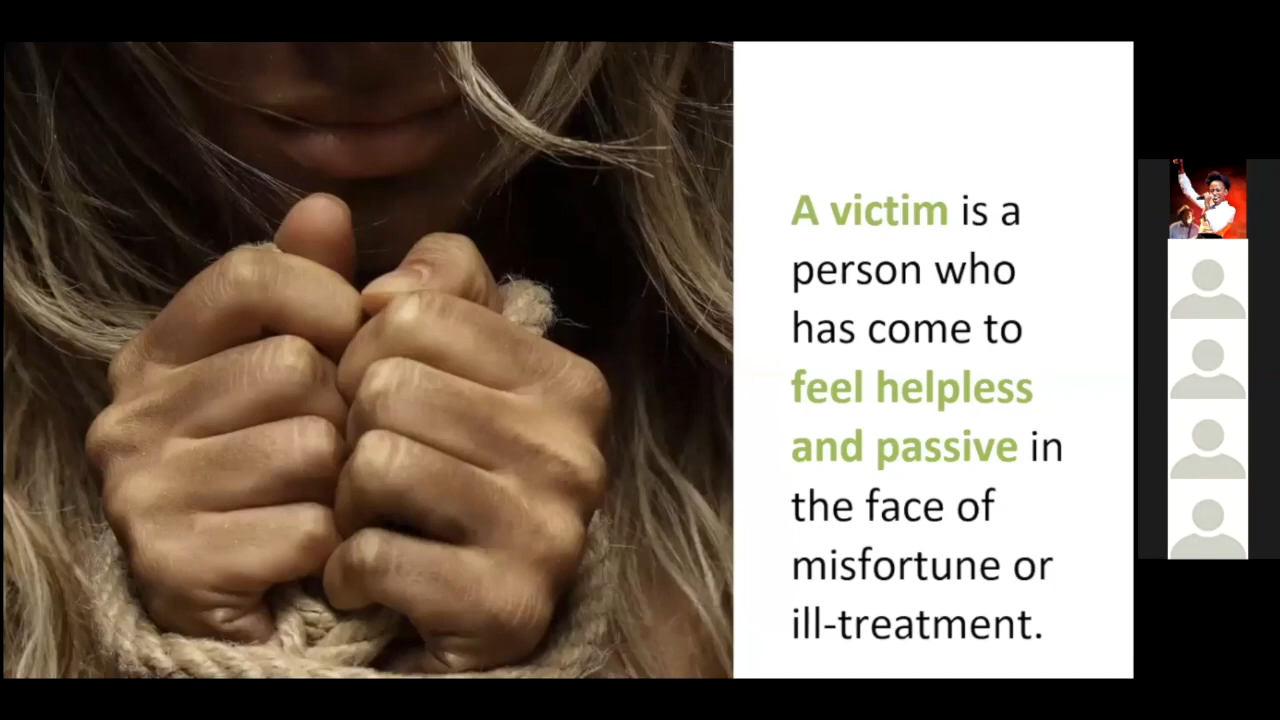 A victim is a
person who
has come to
feel helpless
and passive in
the face of
misfortune or
ill-treatment.